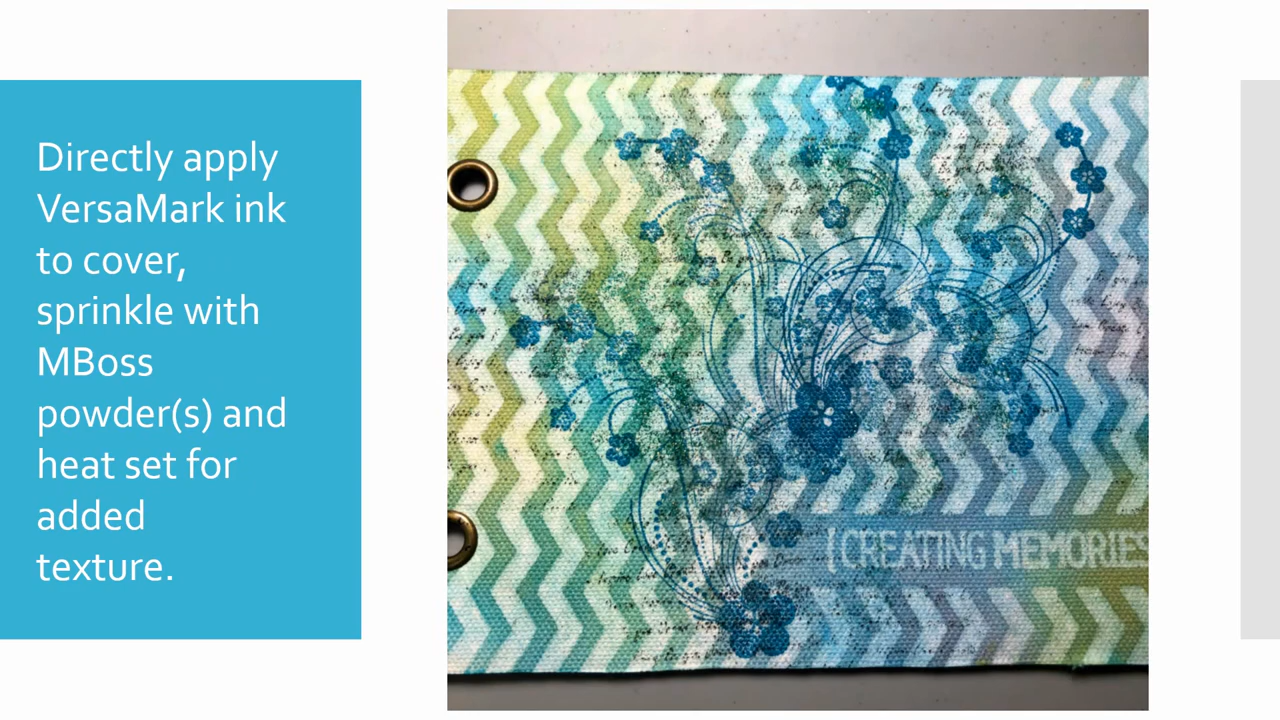 Directly apply
VersaMark ink
to cover,
sprinkle with
MBoss
powder(s) and
heat set for
added
texture.
[CREATING MEMORIES